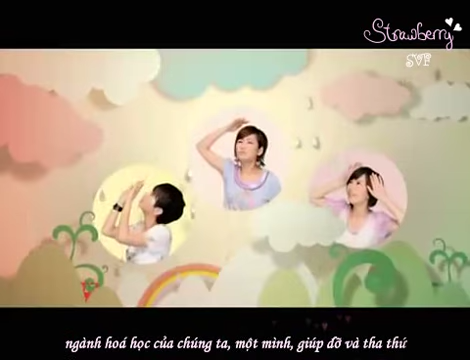 Strawberry
SVF
ngành hoá học của chúng ta, một mình, giúp đỡ và tha thứ